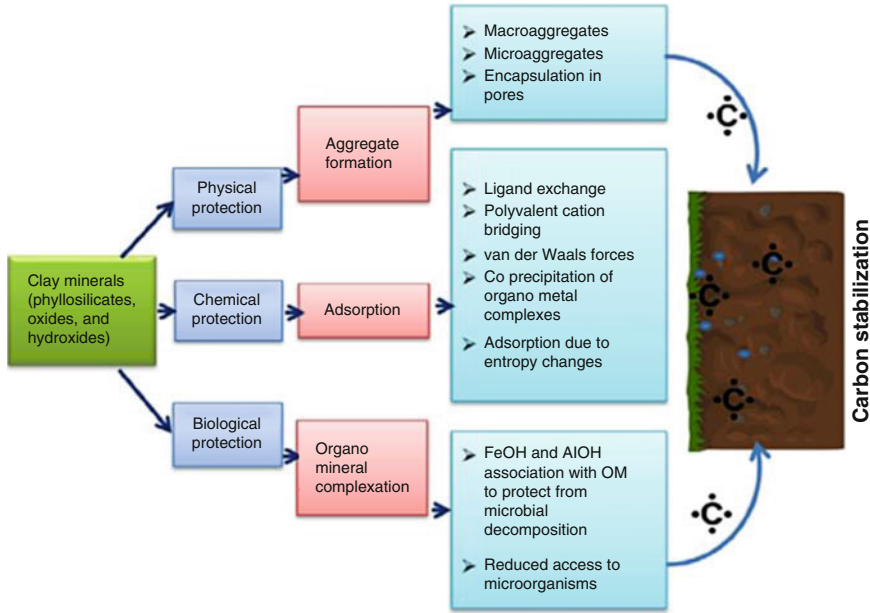 Clay minerals
(phyllosilicates,
oxides, and
hydroxides)
Physical
protection
Aggregate
formation
➢ Macroaggregates
➢ Microaggregates
➢ Encapsulation in
pores
Chemical
protection
Adsorption
➢ Ligand exchange
➢ Polyvalent cation
bridging
➢ van der Waals forces
➢ Co precipitation of
organo metal
complexes
➢ Adsorption due to
entropy changes
Biological
protection
Organo
mineral
complexation
➢ FeOH and AlOH
association with OM
to protect from
microbial
decomposition
➢ Reduced access to
microorganisms
C
C
C
C
C
Carbon stabilization